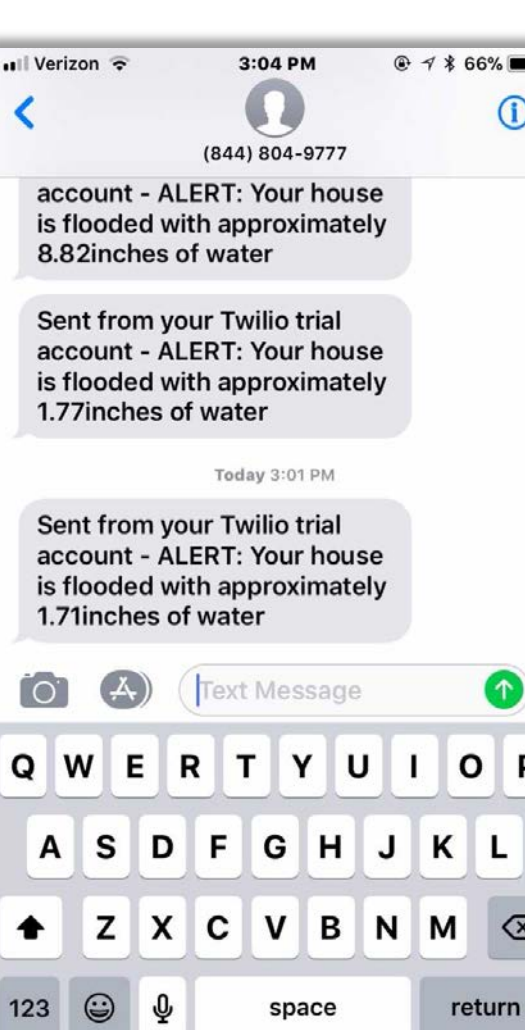 Verizon 3:04 PM 66%
(844) 804-9777
account - ALERT: Your house
is flooded with approximately
8.82inches of water
Sent from your Twilio trial
account - ALERT: Your house
is flooded with approximately
1.77inches of water
Today 3:01 PM
Sent from your Twilio trial
account - ALERT: Your house
is flooded with approximately
1.71inches of water
Text Message
Q W E R T Y U I O P
A S D F G H J K L
Z X C V B N M
123 space return